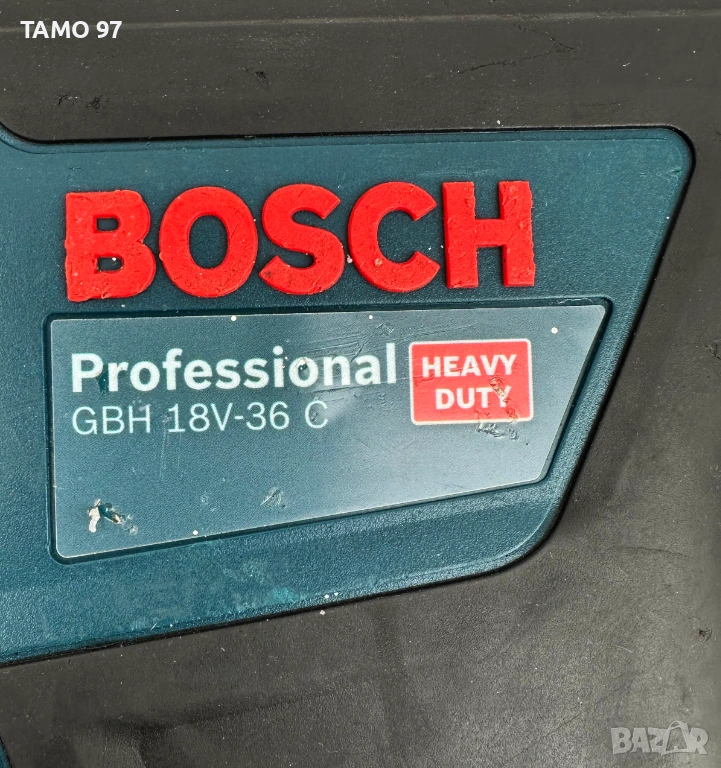 TAMO 97
BOSCH
Professional
GBH 18V-36 C
HEAVY
DUTY
BAZAR